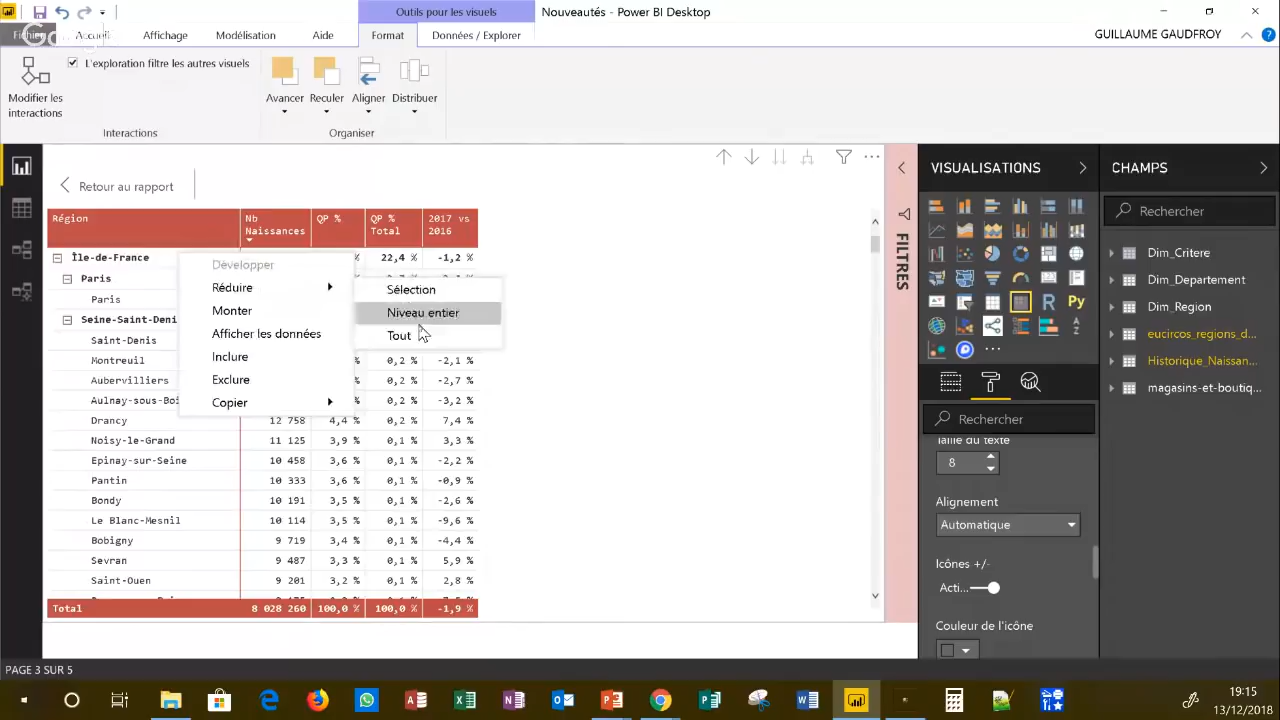 Outils pour les visuels
Nouveautés - Power BI Desktop
Fichier
Accueil
Affichage
Modélisation
Aide
Format
Données / Explorer
GUILLAUME GAUDFROY
Modifier les
interactions
L'exploration filtre les autres visuels
Interactions
Avancer
Reculer
Aligner
Distribuer
Organiser
Retour au rapport
Région
Nb
Naissances
QP %
QP %
Total
2017 vs
2016
Île-de-France
22,4 %
-1,2 %
Paris
Paris
Seine-Saint-Deni
Saint-Denis
Montreuil 0,2 % -2,1 %
Aubervilliers 0,2 % -2,7 %
Aulnay-sous-Boi 0,2 % -3,2 %
Drancy 12 758 4,4 % 0,2 % 7,4 %
Noisy-le-Grand 11 125 3,9 % 0,1 % 3,3 %
Epinay-sur-Seine 10 458 3,6 % 0,1 % -2,2 %
Pantin 10 333 3,6 % 0,1 % -0,9 %
Bondy 10 191 3,5 % 0,1 % -2,6 %
Le Blanc-Mesnil 10 114 3,5 % 0,1 % -9,6 %
Bobigny 9 719 3,4 % 0,1 % -4,4 %
Sevran 9 487 3,3 % 0,1 % 5,9 %
Saint-Ouen 9 201 3,2 % 0,1 % 2,8 %
Total 8 028 260 100,0 % 100,0 % -1,9 %
Développer
Réduire
Monter
Afficher les données
Inclure
Exclure
Copier
Sélection
Niveau entier
Tout
FILTRES
VISUALISATIONS
R
Py
Rechercher
Taille du texte
8
Alignement
Automatique
Icônes +/-
Acti...
Couleur de l'icône
CHAMPS
Rechercher
Dim_Critere
Dim_Departement
Dim_Region
eucircos_regions_d...
Historique_Naissan...
magasins-et-boutiq...
PAGE 3 SUR 5
19:15
13/12/2018